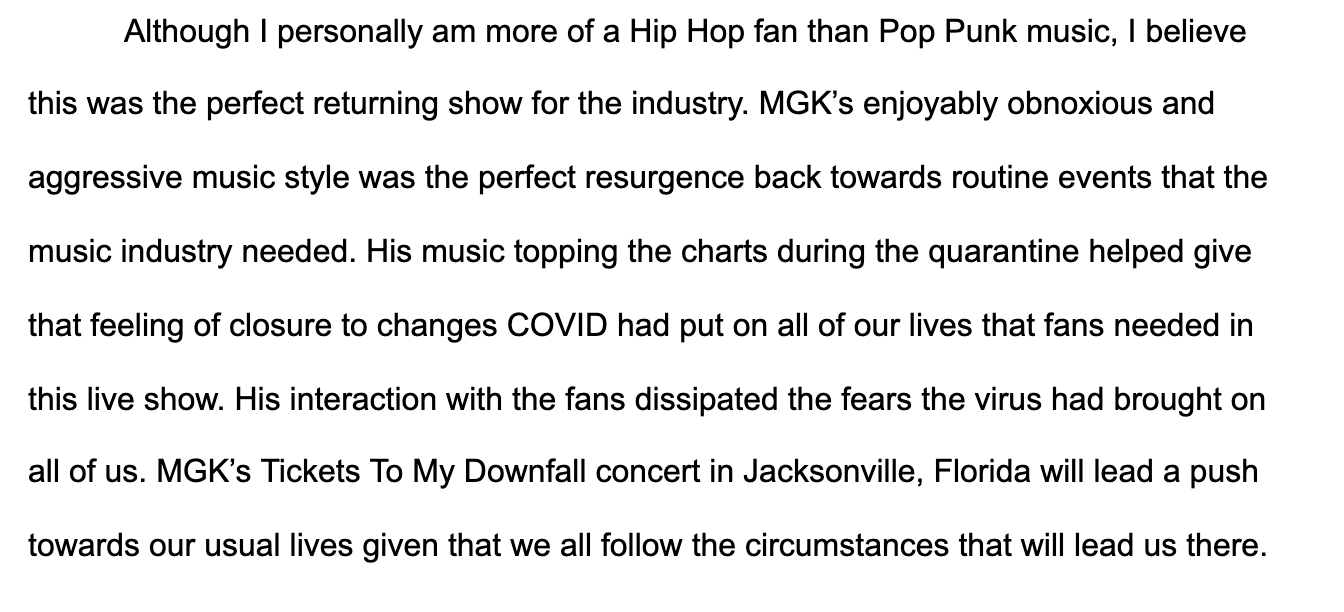 Although I personally am more of a Hip Hop fan than Pop Punk music, I believe
this was the perfect returning show for the industry. MGK’s enjoyably obnoxious and
aggressive music style was the perfect resurgence back towards routine events that the
music industry needed. His music topping the charts during the quarantine helped give
that feeling of closure to changes COVID had put on all of our lives that fans needed in
this live show. His interaction with the fans dissipated the fears the virus had brought on
all of us. MGK’s Tickets To My Downfall concert in Jacksonville, Florida will lead a push
towards our usual lives given that we all follow the circumstances that will lead us there.